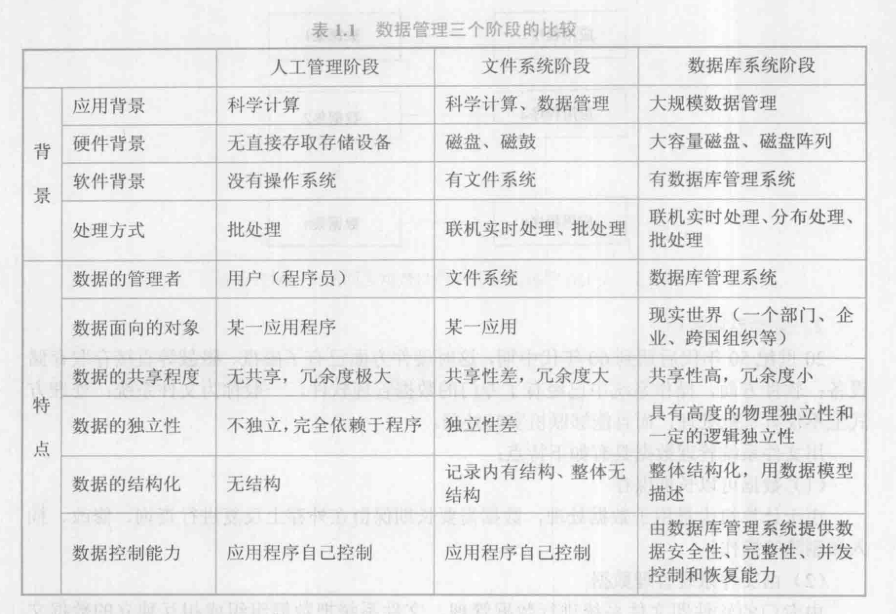 表 1.1 数据管理三个阶段的比较
人工管理阶段 文件系统阶段 数据库系统阶段
背景
应用背景 科学计算 科学计算、数据管理 大规模数据管理
硬件背景 无直接存取存储设备 磁盘、磁鼓 大容量磁盘、磁盘阵列
软件背景 没有操作系统 有文件系统 有数据库管理系统
处理方式 批处理 联机实时处理、批处理 联机实时处理、分布处理、
批处理
特点
数据的管理者 用户（程序员） 文件系统 数据库管理系统
数据面向的对象 某一应用程序 某一应用 现实世界（一个部门、企
业、跨国组织等）
数据的共享程度 无共享，冗余度极大 共享性差，冗余度大 共享性高，冗余度小
数据的独立性 不独立，完全依赖于程序 独立性差 具有高度的物理独立性和
一定的逻辑独立性
数据的结构化 无结构 记录内有结构、整体无
结构 整体结构化，用数据模型
描述
数据控制能力 应用程序自己控制 应用程序自己控制 由数据库管理系统提供数
据安全性、完整性、并发
控制和恢复能力